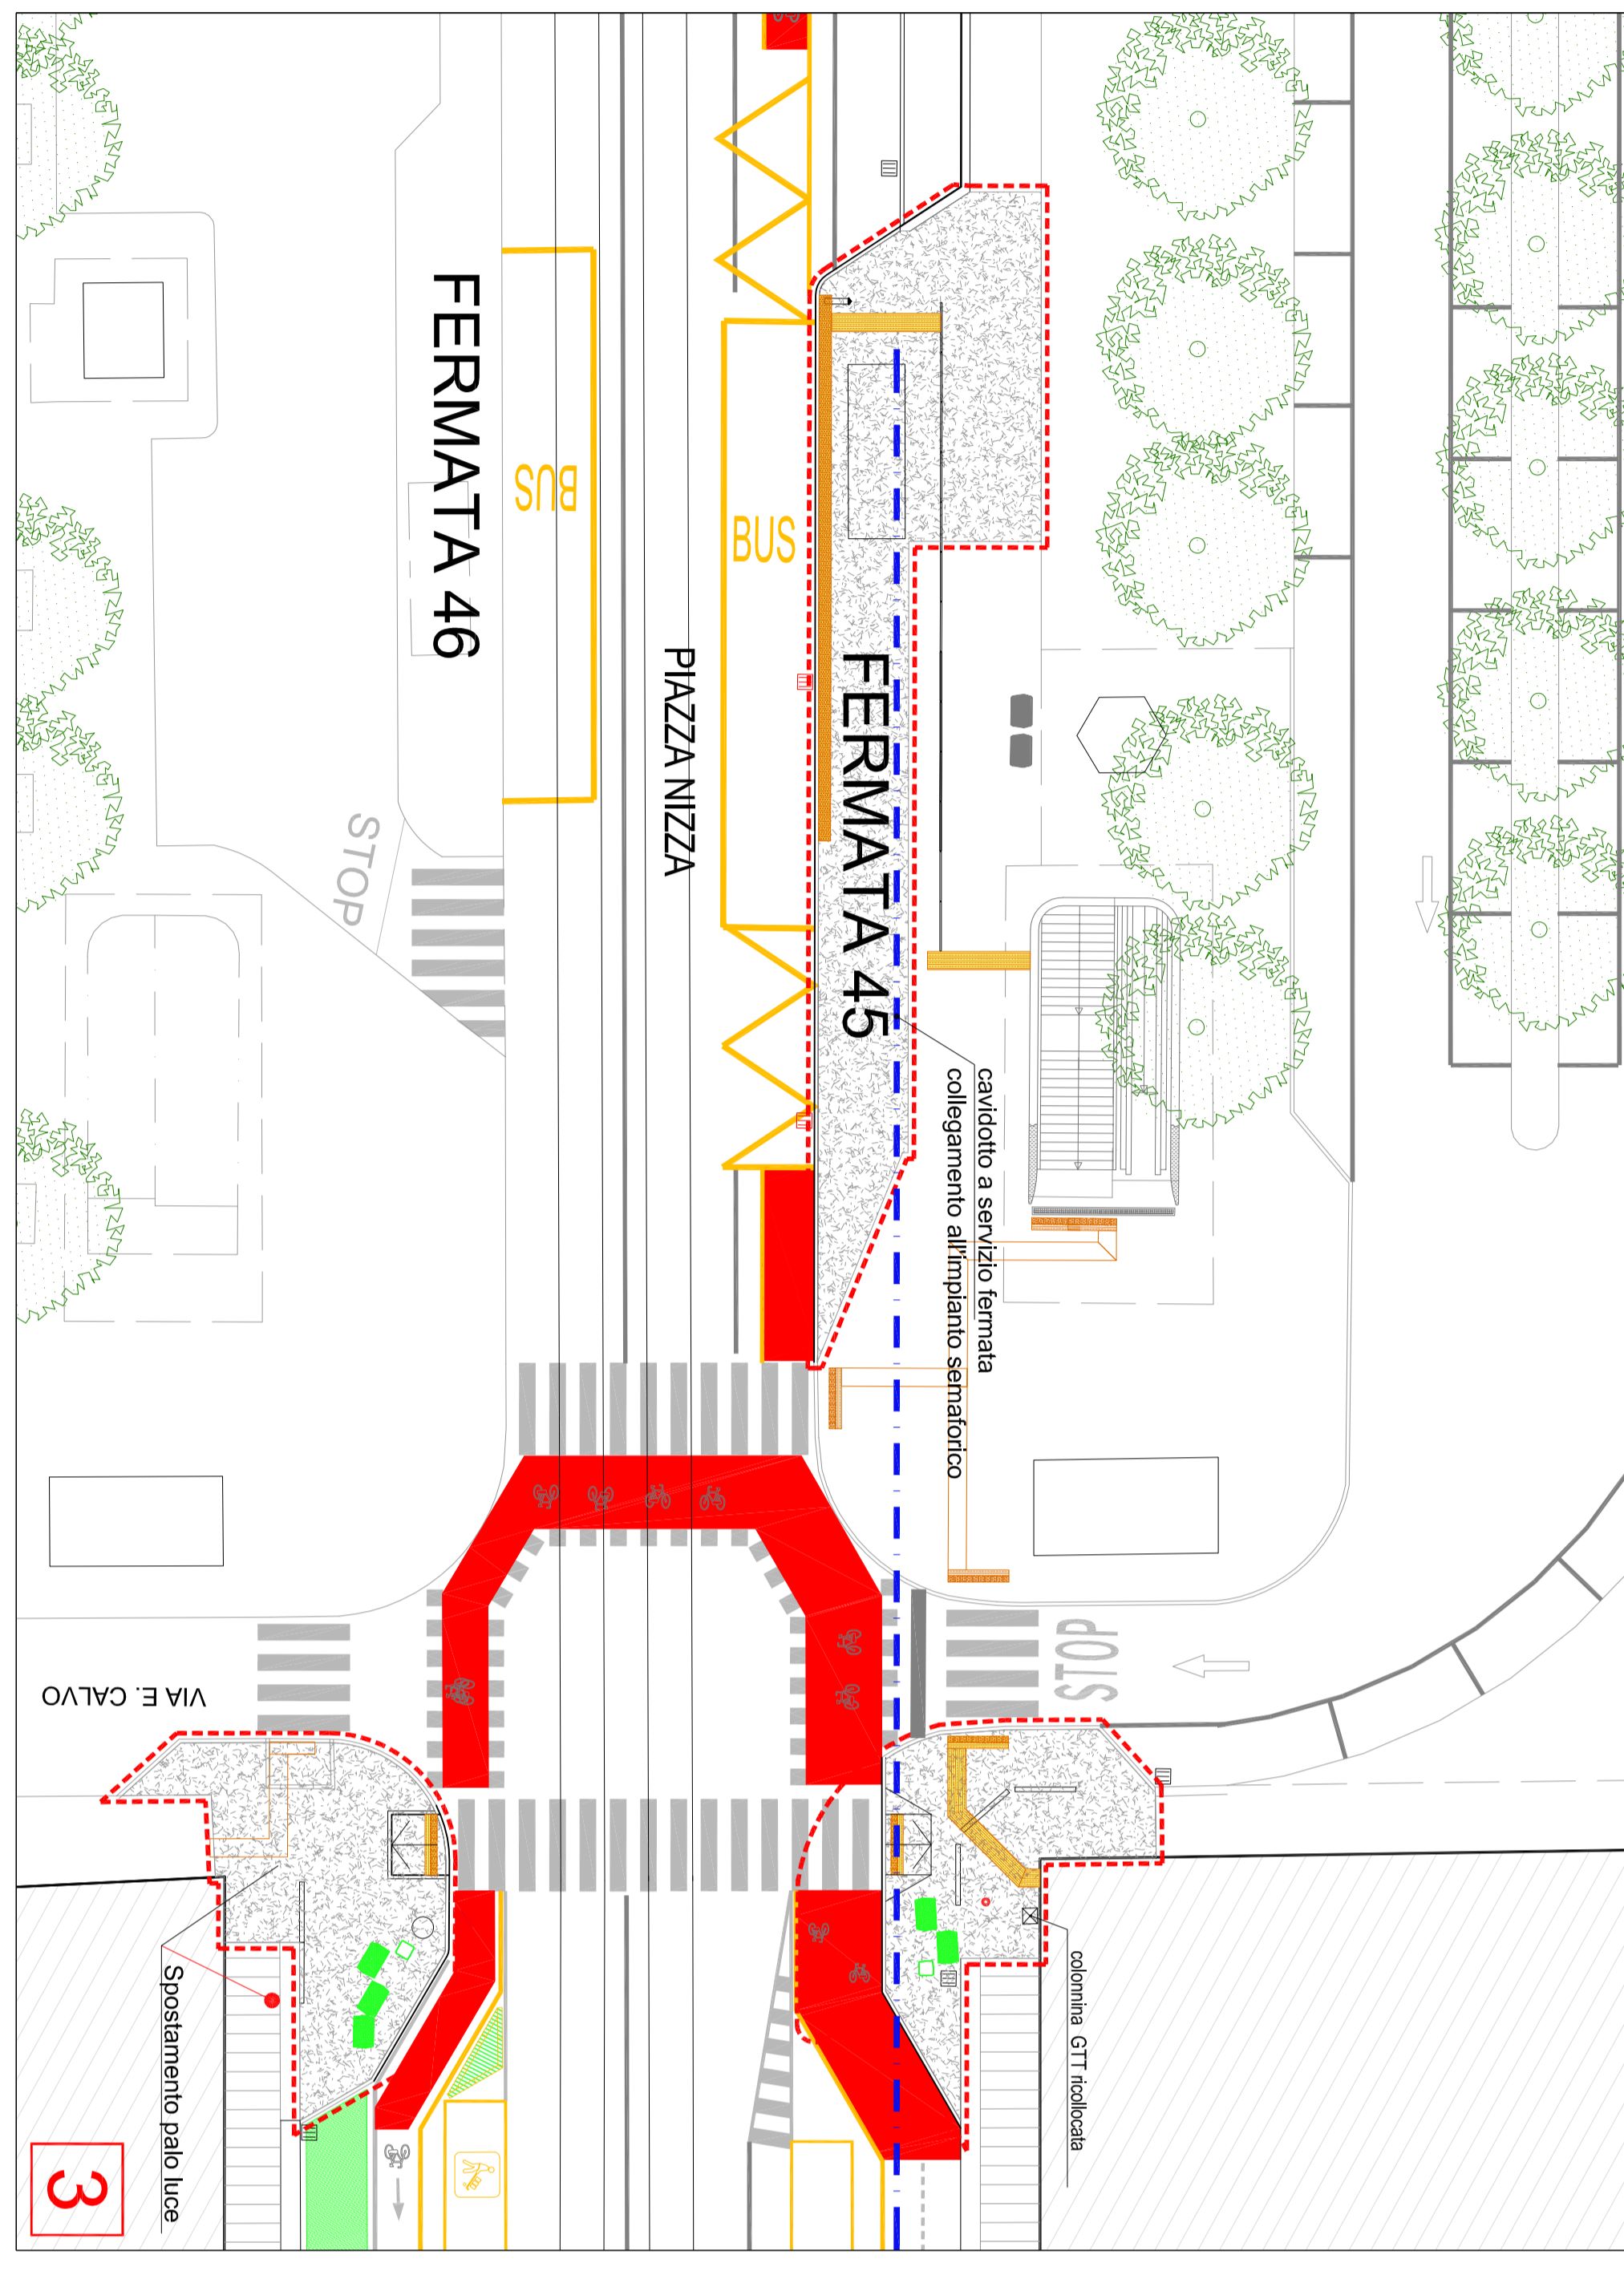 FERMATA 46
BUS
BUS
PIAZZA NIZZA
FERMATA 45
STOP
cavidotto a servizio fermata
collegamento all'impianto semaforico
STOP
VIA E. CALVO
colonnina GTT ricollocata
Spostamento palo luce
3